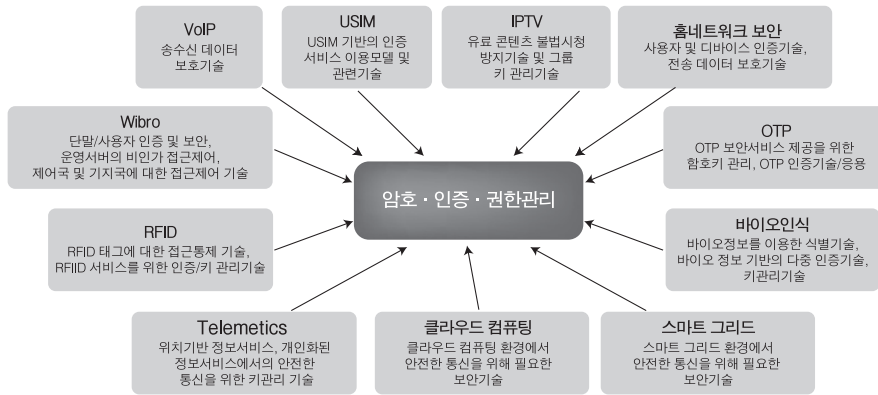 VoIP
송수신 데이터
보호기술
USIM
USIM 기반의 인증
서비스 이용모델 및
관련기술
IPTV
유료 콘텐츠 불법시청
방지기술 및 그룹
키 관리기술
홈네트워크 보안
사용자 및 디바이스 인증기술,
전송 데이터 보호기술
Wibro
단말/사용자 인증 및 보안,
운영서버의 비인가 접근제어,
제어국 및 기지국에 대한 접근제어 기술
OTP
OTP 보안서비스 제공을 위한
함호키 관리, OTP 인증기술/응용
암호·인증·권한관리
RFID
RFID 태그에 대한 접근통제 기술,
RFIID 서비스를 위한 인증/키 관리기술
바이오인식
바이오정보를 이용한 식별기술,
바이오 정보 기반의 다중 인증기술,
키관리기술
Telemetics
위치기반 정보서비스, 개인화된
정보서비스에서의 안전한
통신을 위한 키관리 기술
클라우드 컴퓨팅
클라우드 컴퓨팅 환경에서
안전한 통신을 위해 필요한
보안기술
스마트 그리드
스마트 그리드 환경에서
안전한 통신을 위해 필요한
보안기술